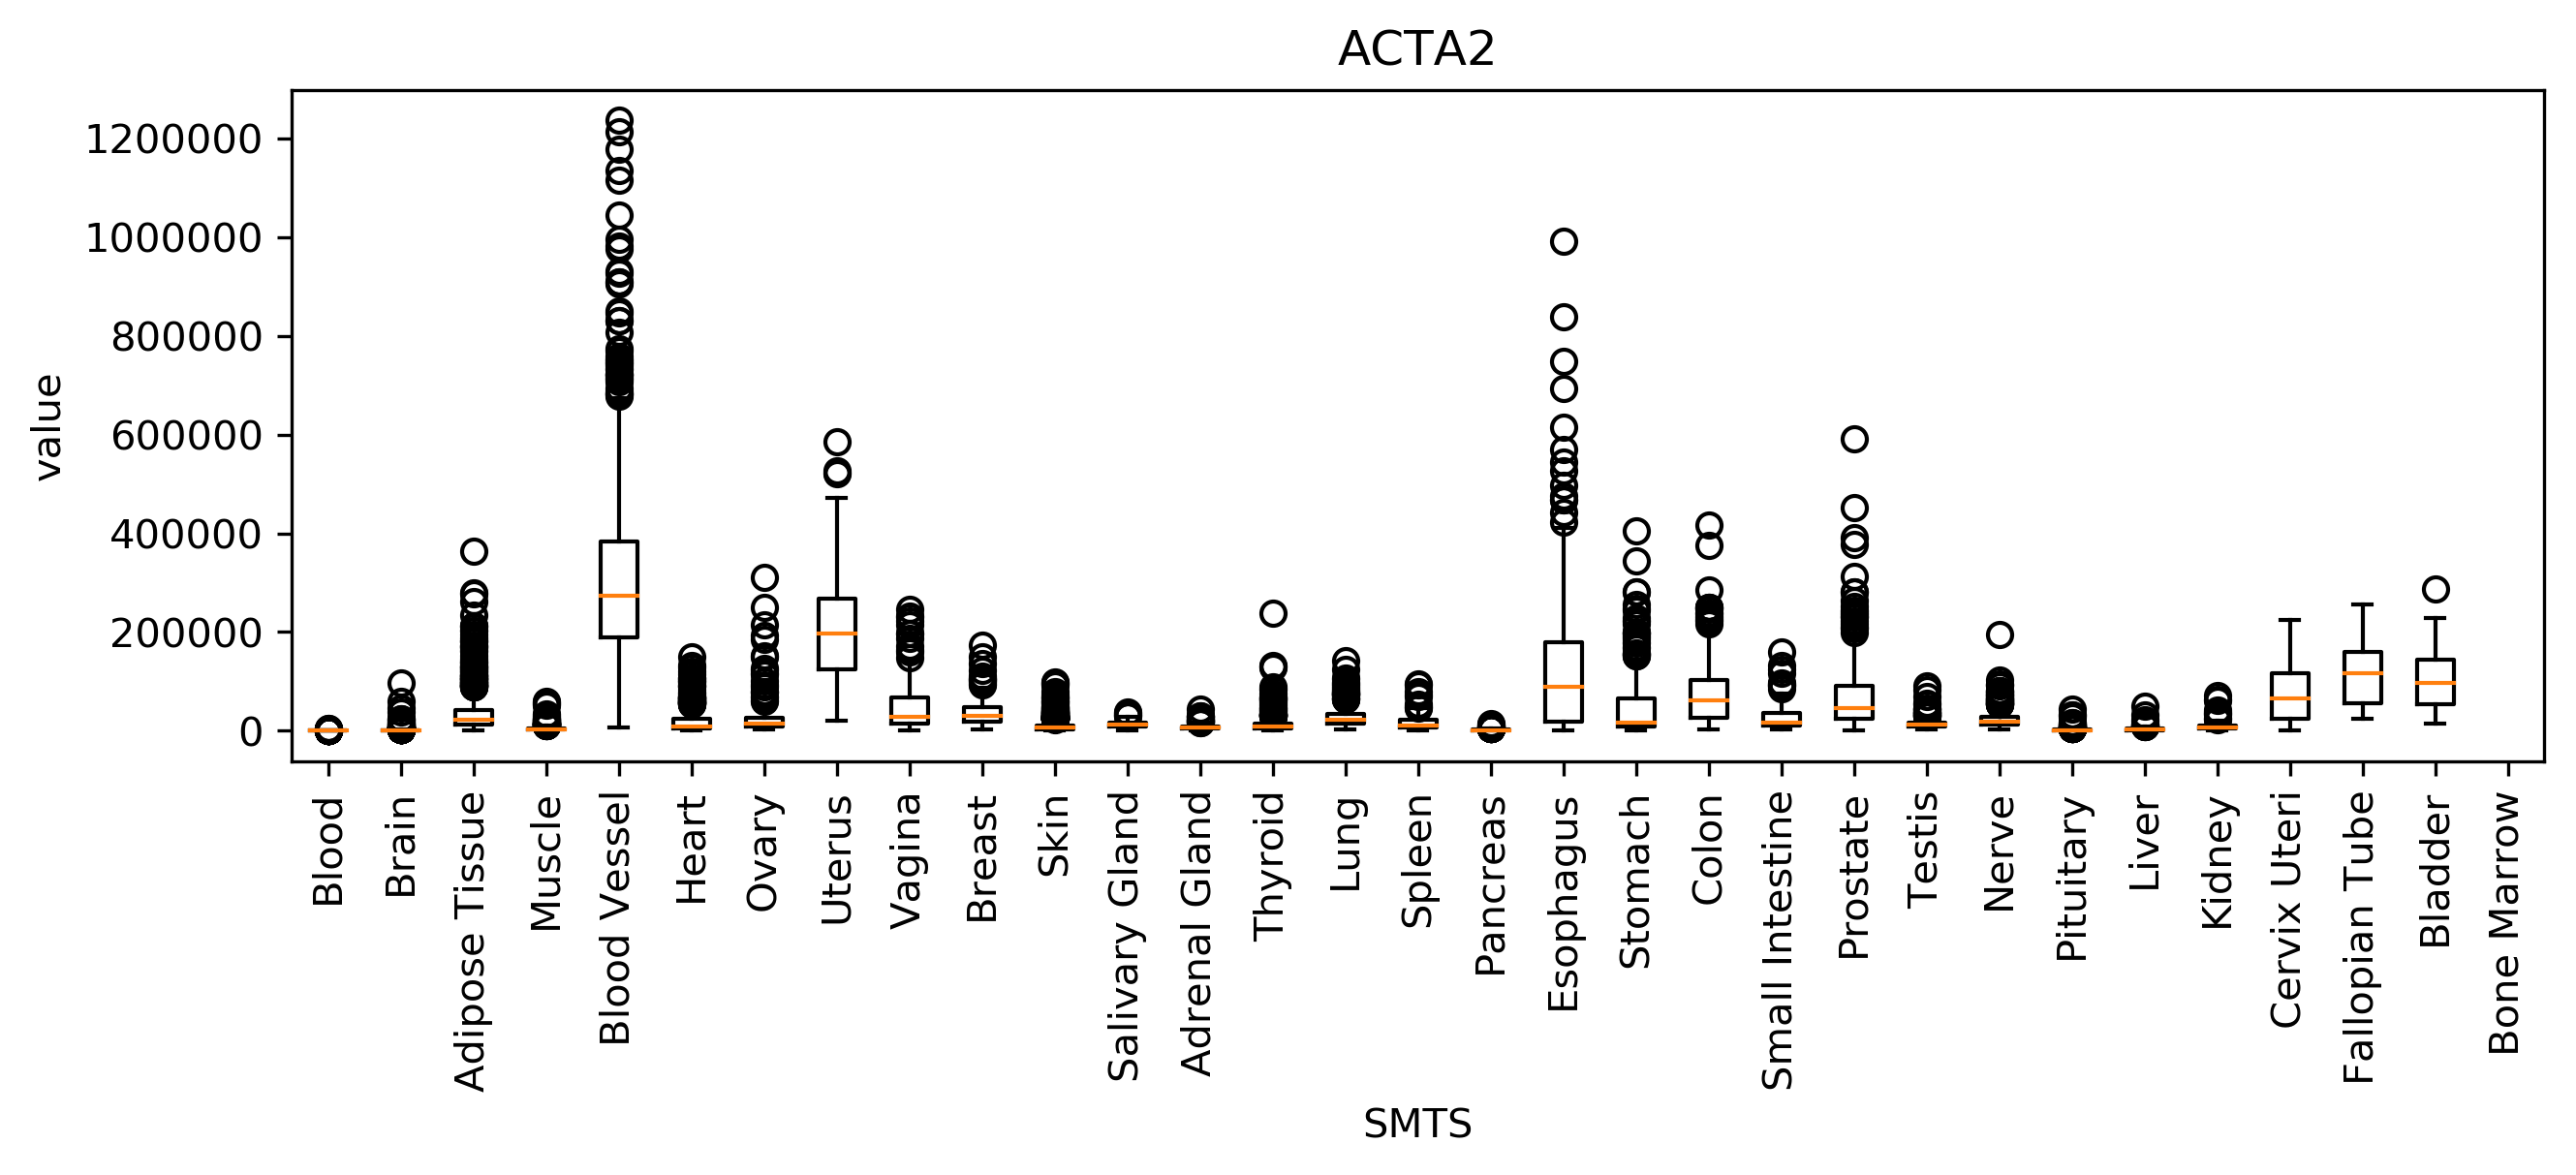 ACTA2
value
1200000
1000000
800000
600000
400000
200000
0
Blood
Brain
Adipose Tissue
Muscle
Blood Vessel
Heart
Ovary
Uterus
Vagina
Breast
Skin
Salivary Gland
Adrenal Gland
Thyroid
Lung
Spleen
Pancreas
Esophagus
Stomach
Colon
Small Intestine
Prostate
Testis
Nerve
Pituitary
Liver
Kidney
Cervix Uteri
Fallopian Tube
Bladder
Bone Marrow
SMTS